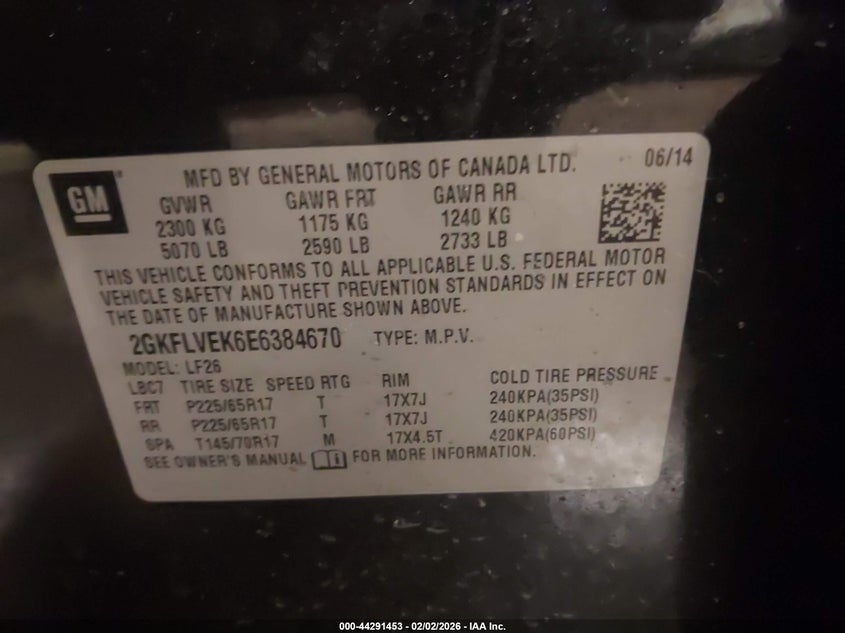 GM
MFD BY GENERAL MOTORS OF CANADA LTD. 06/14
GVWR GAWR FRT GAWR RR
2300 KG 1175 KG 1240 KG
5070 LB 2590 LB 2733 LB
THIS VEHICLE CONFORMS TO ALL APPLICABLE U.S. FEDERAL MOTOR
VEHICLE SAFETY AND THEFT PREVENTION STANDARDS IN EFFECT ON
THE DATE OF MANUFACTURE SHOWN ABOVE.
2GKFLVEK6E6384670 TYPE: M.P.V.
MODEL: LF26
LBC7 TIRE SIZE SPEED RTG RIM COLD TIRE PRESSURE
FRT P225/65R17 T 17X7J 240KPA(35PSI)
RR P225/65R17 T 17X7J 240KPA(35PSI)
SPA T145/70R17 M 17X4.5T 420KPA(60PSI)
SEE OWNER'S MANUAL FOR MORE INFORMATION.
000-44291453 - 02/02/2026 - IAA Inc.